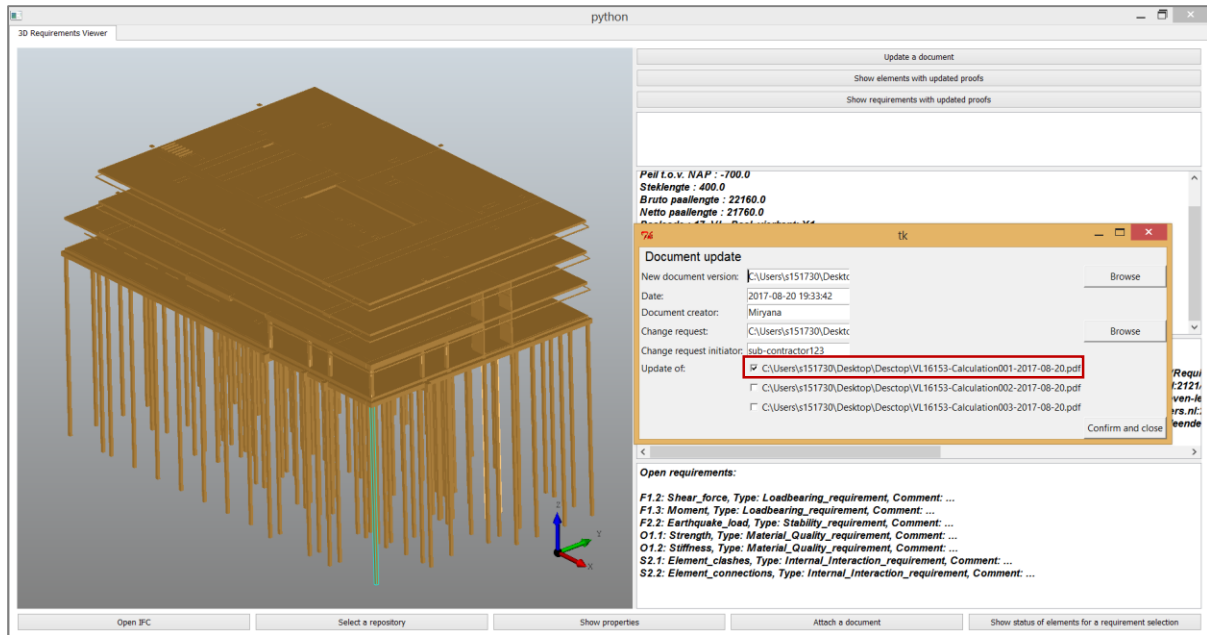 python
3D Requirements Viewer
Update a document
Show elements with updated proofs
Show requirements with updated proofs
Peil t.o.v. NAP : -700.0
Steklengte : 400.0
Bruto paallengte : 22160.0
Netto paallengte : 21760.0
tk
Document update
New document version: C:\Users\s151730\Deskto
Browse
Date: 2017-08-20 19:33:42
Document creator: Miryana
Change request: C:\Users\s151730\Deskto
Browse
Change request initiator: sub-contractor123
Update of: C:\Users\s151730\Desktop\Desctop\VL16153-Calculation001-2017-08-20.pdf
C:\Users\s151730\Desktop\Desctop\VL16153-Calculation002-2017-08-20.pdf
C:\Users\s151730\Desktop\Desctop\VL16153-Calculation003-2017-08-20.pdf
Confirm and close
Open requirements:
F1.2: Shear_force, Type: Loadbearing_requirement, Comment: ...
F1.3: Moment, Type: Loadbearing_requirement, Comment: ...
F2.2: Earthquake_load, Type: Stability_requirement, Comment: ...
O1.1: Strength, Type: Material_Quality_requirement, Comment: ...
O1.2: Stiffness, Type: Material_Quality_requirement, Comment: ...
S2.1: Element_clashes, Type: Internal_Interaction_requirement, Comment: ...
S2.2: Element_connections, Type: Internal_Interaction_requirement, Comment: ...
Z
Y
X
Open IFC
Select a repository
Show properties
Attach a document
Show status of elements for a requirement selection